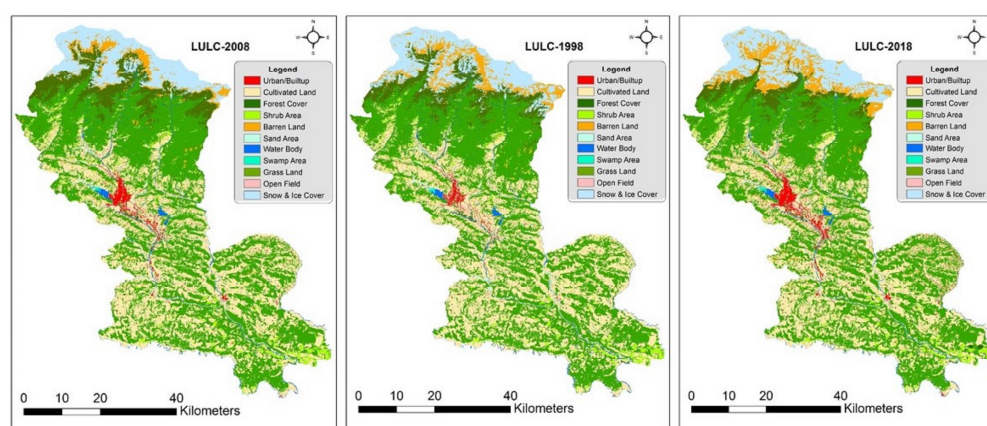 LULC-2008
N
W E
S
Legend
Urban/Builtup
Cultivated Land
Forest Cover
Shrub Area
Barren Land
Sand Area
Water Body
Swamp Area
Grass Land
Open Field
Snow & Ice Cover
0 10 20 40
Kilometers
LULC-1998
N
W E
S
Legend
Urban/Builtup
Cultivated Land
Forest Cover
Shrub Area
Barren Land
Sand Area
Water Body
Swamp Area
Grass Land
Open Field
Snow & Ice Cover
0 10 20 40
Kilometers
LULC-2018
N
W E
S
Legend
Urban/Builtup
Cultivated Land
Forest Cover
Shrub Area
Barren Land
Sand Area
Water Body
Swamp Area
Grass Land
Open Field
Snow & Ice Cover
0 10 20 40
Kilometers